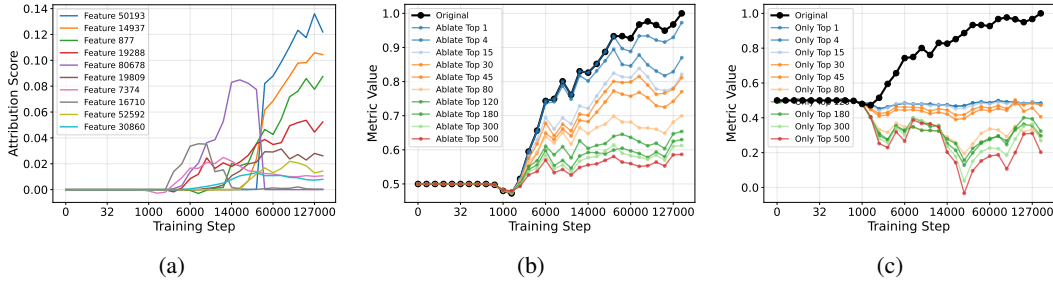 0.14
0.12
0.10
0.08
0.06
0.04
0.02
0.00
Attribution Score
Feature 50193
Feature 14937
Feature 877
Feature 19288
Feature 80678
Feature 19809
Feature 7374
Feature 16710
Feature 52592
Feature 30860
0 32 1000 6000 14000 60000 127000
Training Step
(a)
1.0
0.9
0.8
0.7
0.6
0.5
Metric Value
Original
Ablate Top 1
Ablate Top 4
Ablate Top 15
Ablate Top 30
Ablate Top 45
Ablate Top 80
Ablate Top 120
Ablate Top 180
Ablate Top 300
Ablate Top 500
0 32 1000 6000 14000 60000 127000
Training Step
(b)
1.0
0.8
0.6
0.4
0.2
0.0
Metric Value
Original
Only Top 1
Only Top 4
Only Top 15
Only Top 30
Only Top 45
Only Top 80
Only Top 180
Only Top 300
Only Top 500
0 32 1000 6000 14000 60000 127000
Training Step
(c)